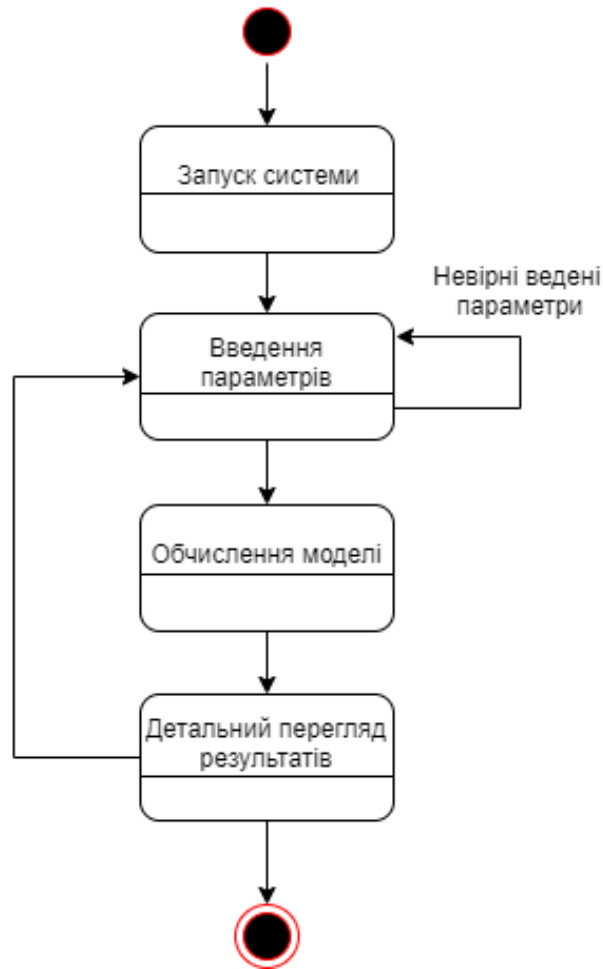 Запуск системи
Невірні ведені
параметри
Введення
параметрів
Обчислення моделі
Детальний перегляд
результатів